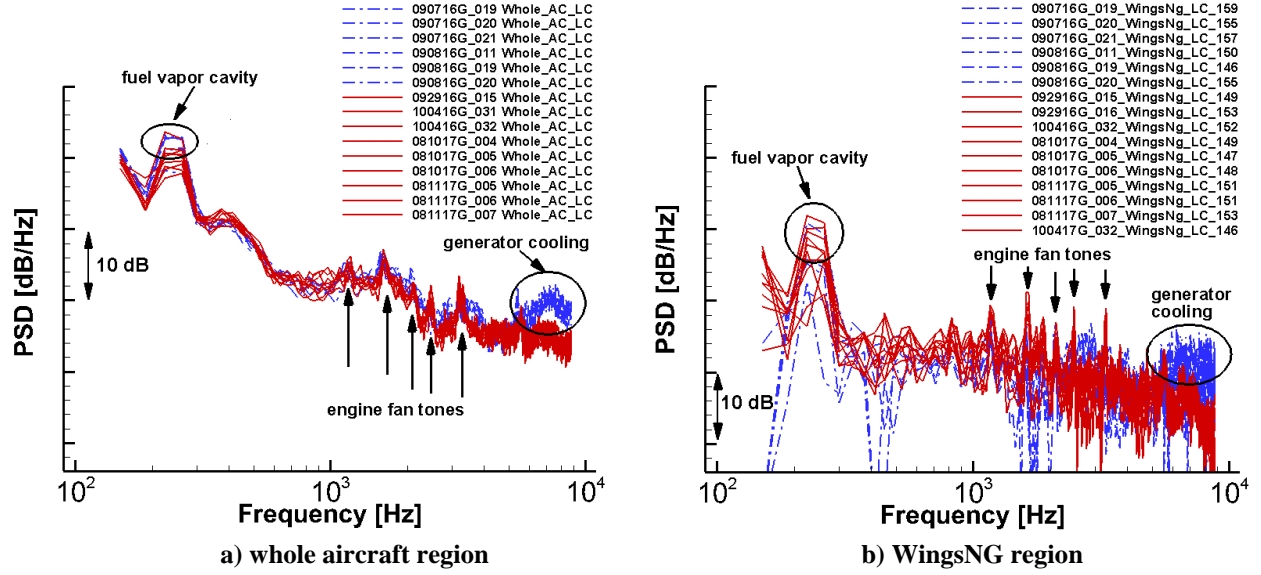 090716G_019 Whole_AC_LC
090716G_020 Whole_AC_LC
090716G_021 Whole_AC_LC
090816G_011 Whole_AC_LC
090816G_019 Whole_AC_LC
090816G_020 Whole_AC_LC
092916G_015 Whole_AC_LC
100416G_031 Whole_AC_LC
100416G_032 Whole_AC_LC
081017G_004 Whole_AC_LC
081017G_005 Whole_AC_LC
081017G_006 Whole_AC_LC
081117G_005 Whole_AC_LC
081117G_006 Whole_AC_LC
081117G_007 Whole_AC_LC
fuel vapor cavity
generator cooling
10 dB
engine fan tones
PSD [dB/Hz]
10²
10³
10⁴
Frequency [Hz]
a) whole aircraft region
090716G_019_WingsNg_LC_159
090716G_020_WingsNg_LC_155
090716G_021_WingsNg_LC_157
090816G_011_WingsNg_LC_150
090816G_019_WingsNg_LC_146
090816G_020_WingsNg_LC_155
092916G_015_WingsNg_LC_149
092916G_016_WingsNg_LC_153
100416G_032_WingsNg_LC_152
081017G_004_WingsNg_LC_149
081017G_005_WingsNg_LC_147
081017G_006_WingsNg_LC_148
081117G_005_WingsNg_LC_151
081117G_006_WingsNg_LC_151
081117G_007_WingsNg_LC_153
100417G_032_WingsNg_LC_146
fuel vapor cavity
engine fan tones
generator
cooling
10 dB
PSD [dB/Hz]
10²
10³
10⁴
Frequency [Hz]
b) WingsNG region